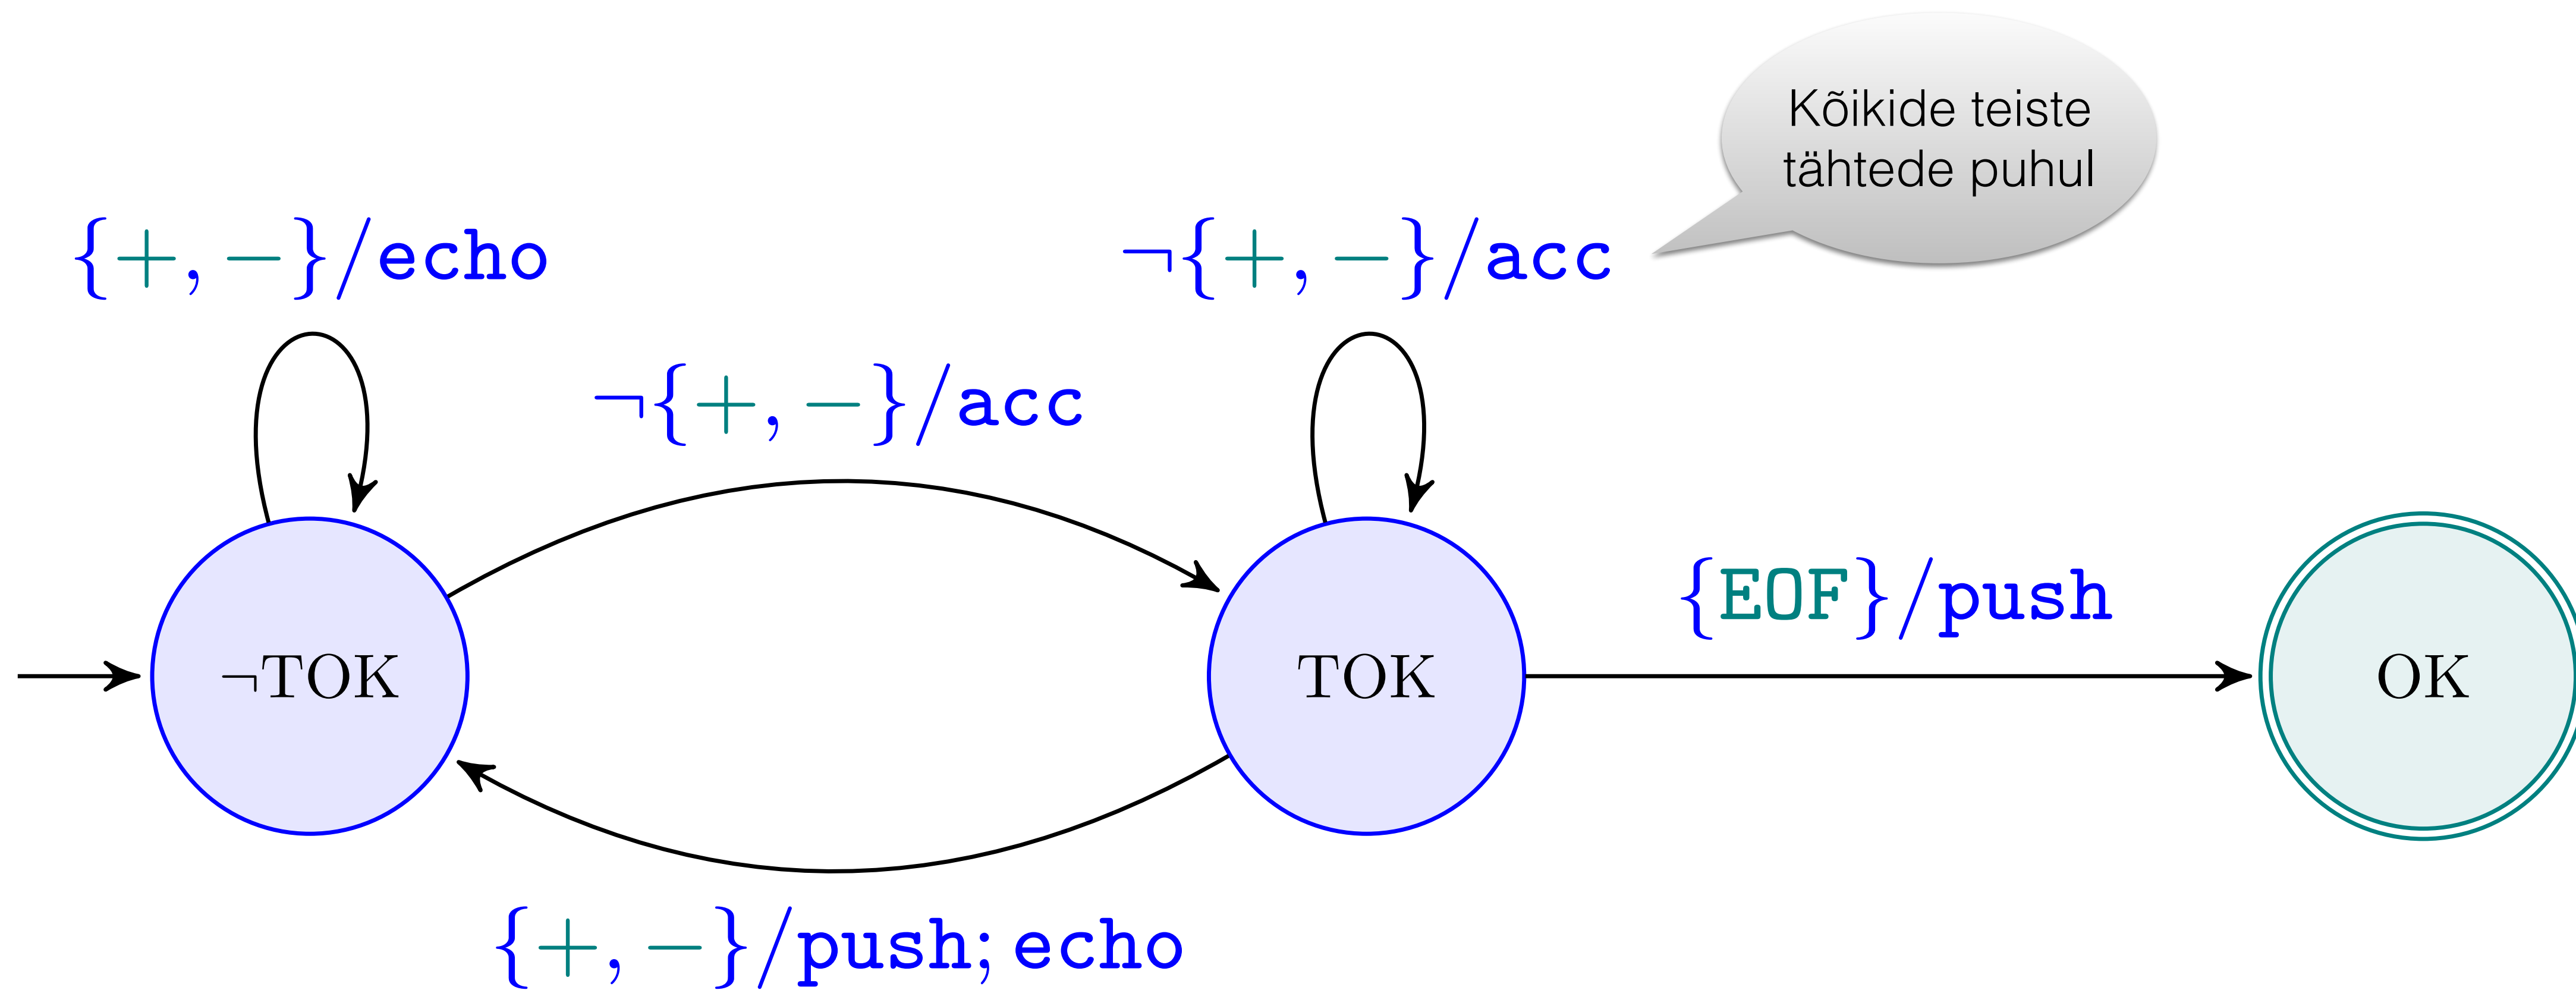 Kõikide teiste
tähtede puhul
{+, −}/echo
¬{+, −}/acc
¬{+, −}/acc
{EOF}/push
¬TOK
TOK
OK
{+, −}/push; echo